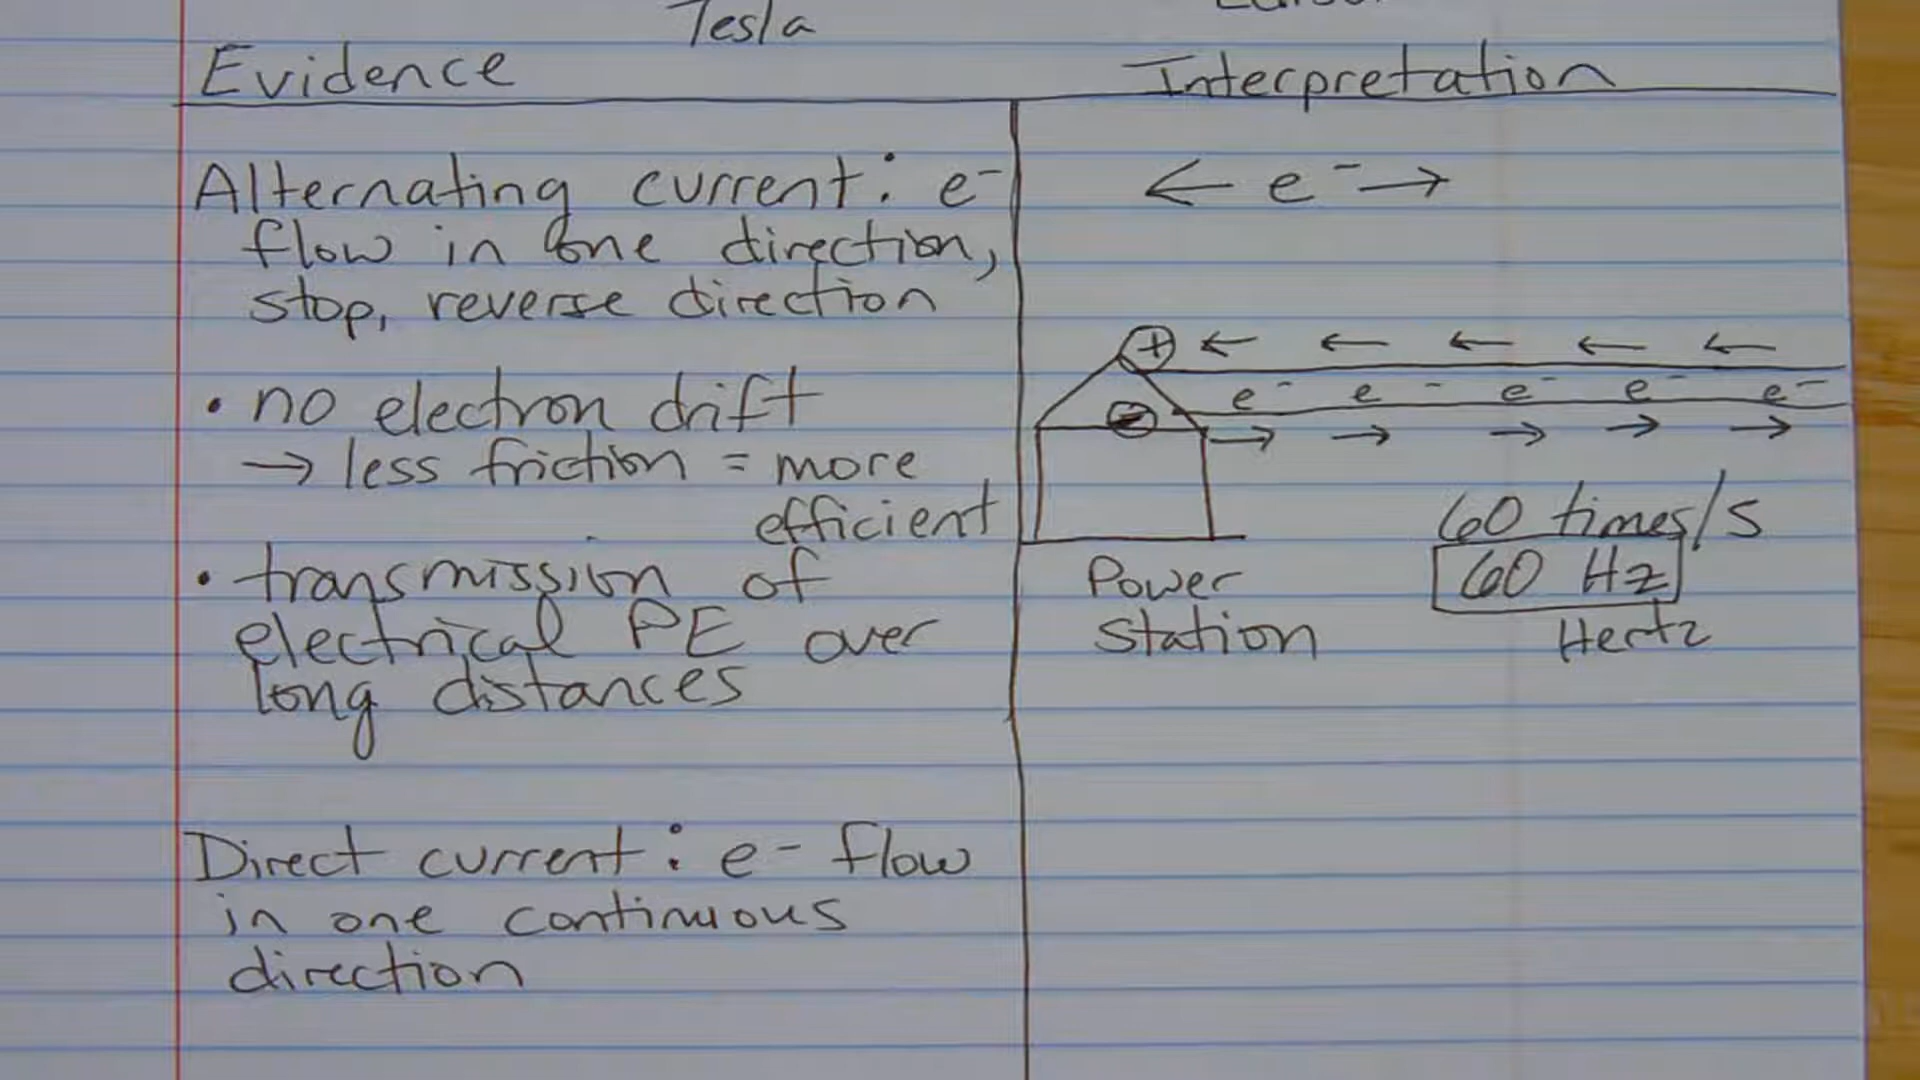 Tesla
Evidence
Interpretation
Alternating current: e-
flow in one direction,
stop, reverse direction
• no electron drift
→ less friction = more
efficient
• transmission of
electrical PE over
long distances
Direct current: e- flow
in one continuous
direction
← e- →
+ ← ← ← ← ←
e- e- e- e- e-
- → → → → →
60 times/s
60 Hz
Hertz
Power
Station